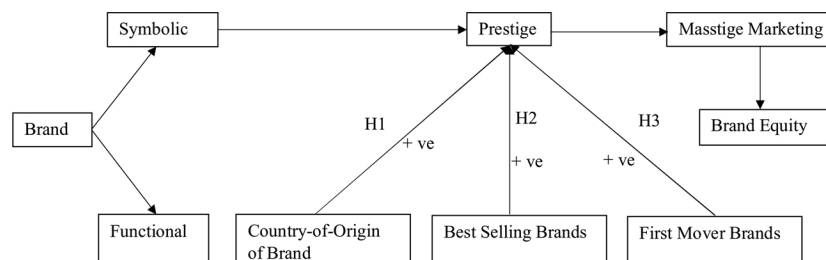 Symbolic
Prestige
Masstige Marketing
H1
H2
H3
Brand Equity
Brand
+ ve
+ ve
+ ve
Functional
Country-of-Origin
of Brand
Best Selling Brands
First Mover Brands